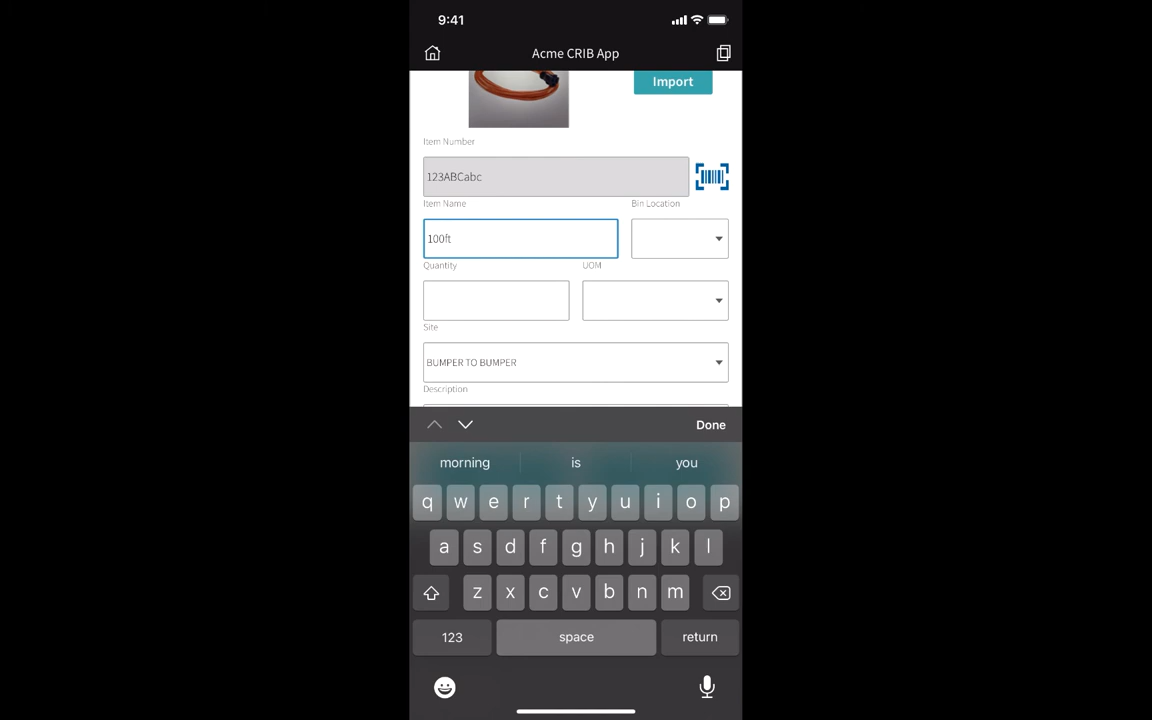 9:41
Acme CRIB App
Import
Item Number
123ABCabc
Item Name Bin Location
100ft
Quantity UOM
Site
BUMPER TO BUMPER
Description
Done
morning is you
q w e r t y u i o p
a s d f g h j k l
z x c v b n m
123 space return